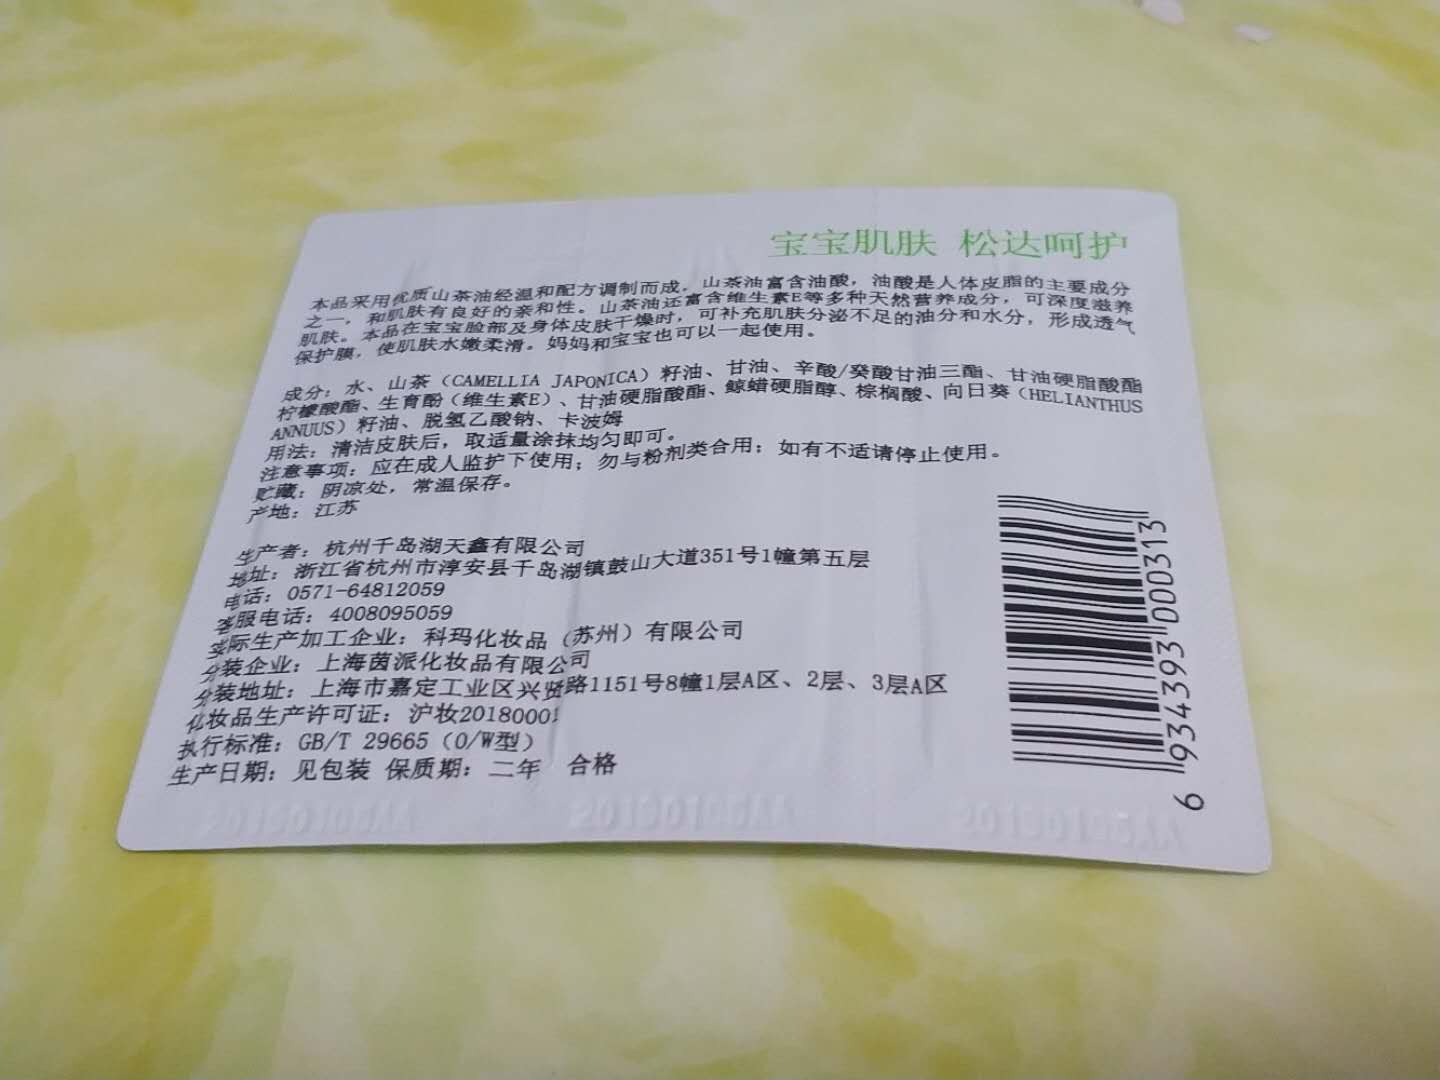 宝宝肌肤 松达呵护
本品采用优质山茶油经温和配方调制而成。山茶油富含油酸，油酸是人体皮脂的主要成分
之一，和肌肤有良好的亲和性。山茶油还富含维生素E等多种天然营养成分，可深度滋养
肌肤。本品在宝宝脸部及身体皮肤干燥时，可补充肌肤分泌不足的油分和水分，形成透气
保护膜，使肌肤水嫩柔滑。妈妈和宝宝也可以一起使用。
成分：水、山茶（CAMELLIA JAPONICA）籽油、甘油、辛酸/癸酸甘油三酯、甘油硬脂酸酯
柠檬酸酯、生育酚（维生素E）、甘油硬脂酸酯、鲸蜡硬脂醇、棕榈酸、向日葵（HELIANTHUS
ANNUUS）籽油、脱氢乙酸钠、卡波姆
用法：清洁皮肤后，取适量涂抹均匀即可。
注意事项：应在成人监护下使用；勿与粉剂类合用；如有不适请停止使用。
贮藏：阴凉处，常温保存。
产地：江苏
生产者：杭州千岛湖天鑫有限公司
地址：浙江省杭州市淳安县千岛湖镇鼓山大道351号1幢第五层
电话：0571-64812059
客服电话：4008095059
实际生产加工企业：科玛化妆品（苏州）有限公司
分装企业：上海茵派化妆品有限公司
分装地址：上海市嘉定工业区兴贤路1151号8幢1层A区、2层、3层A区
化妆品生产许可证：沪妆20180001
执行标准：GB/T 29665（O/W型）
生产日期：见包装 保质期：二年 合格
6 934393 000313